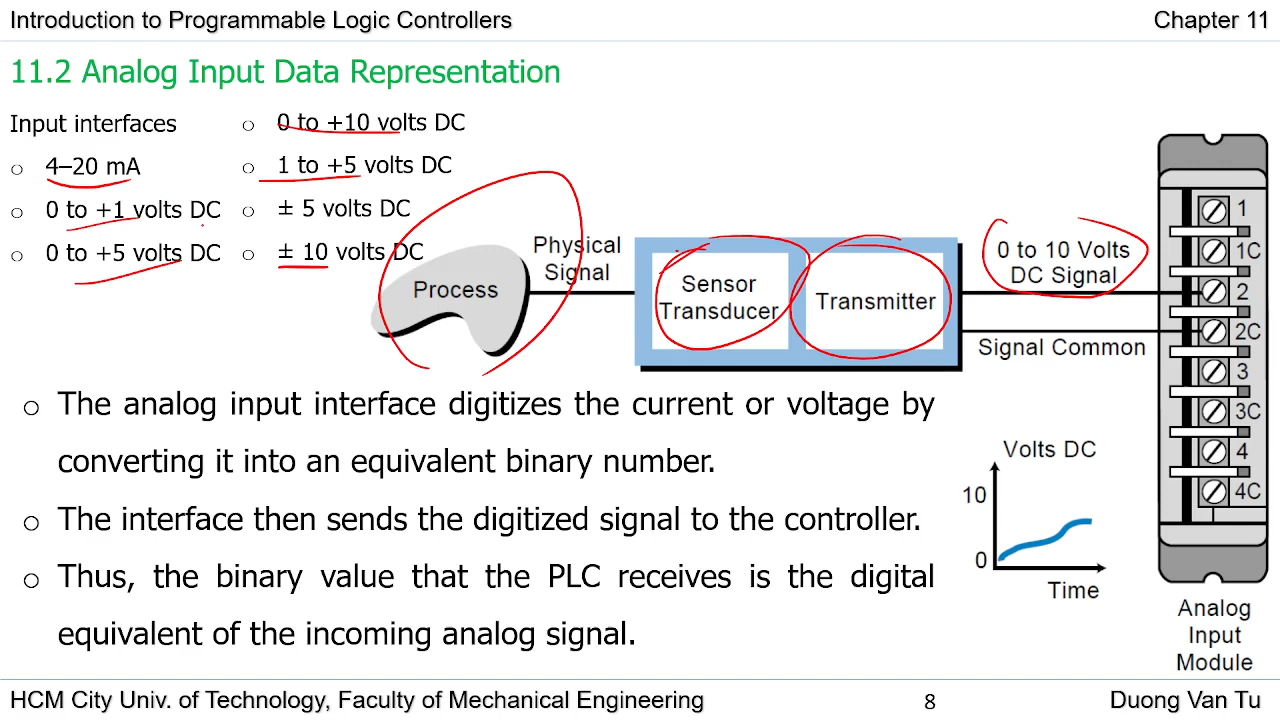 Introduction to Programmable Logic Controllers
Chapter 11
11.2 Analog Input Data Representation
Input interfaces
○ 4–20 mA
○ 0 to +1 volts DC
○ 0 to +5 volts DC
○ 0 to +10 volts DC
○ 1 to +5 volts DC
○ ± 5 volts DC
○ ± 10 volts DC
Process
Physical
Signal
Sensor
Transducer
Transmitter
0 to 10 Volts
DC Signal
Signal Common
1
1C
2
2C
3
3C
4
4C
Analog
Input
Module
○ The analog input interface digitizes the current or voltage by
converting it into an equivalent binary number.
○ The interface then sends the digitized signal to the controller.
○ Thus, the binary value that the PLC receives is the digital
equivalent of the incoming analog signal.
Volts DC
10
0
Time
HCM City Univ. of Technology, Faculty of Mechanical Engineering
8
Duong Van Tu